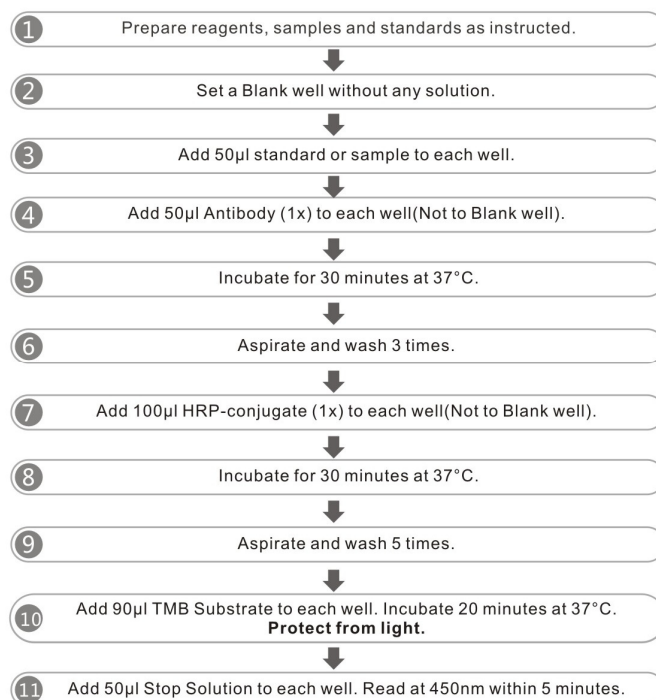 1 Prepare reagents, samples and standards as instructed.
2 Set a Blank well without any solution.
3 Add 50μl standard or sample to each well.
4 Add 50μl Antibody (1x) to each well(Not to Blank well).
5 Incubate for 30 minutes at 37°C.
6 Aspirate and wash 3 times.
7 Add 100μl HRP-conjugate (1x) to each well(Not to Blank well).
8 Incubate for 30 minutes at 37°C.
9 Aspirate and wash 5 times.
10 Add 90μl TMB Substrate to each well. Incubate 20 minutes at 37°C.
Protect from light.
11 Add 50μl Stop Solution to each well. Read at 450nm within 5 minutes.